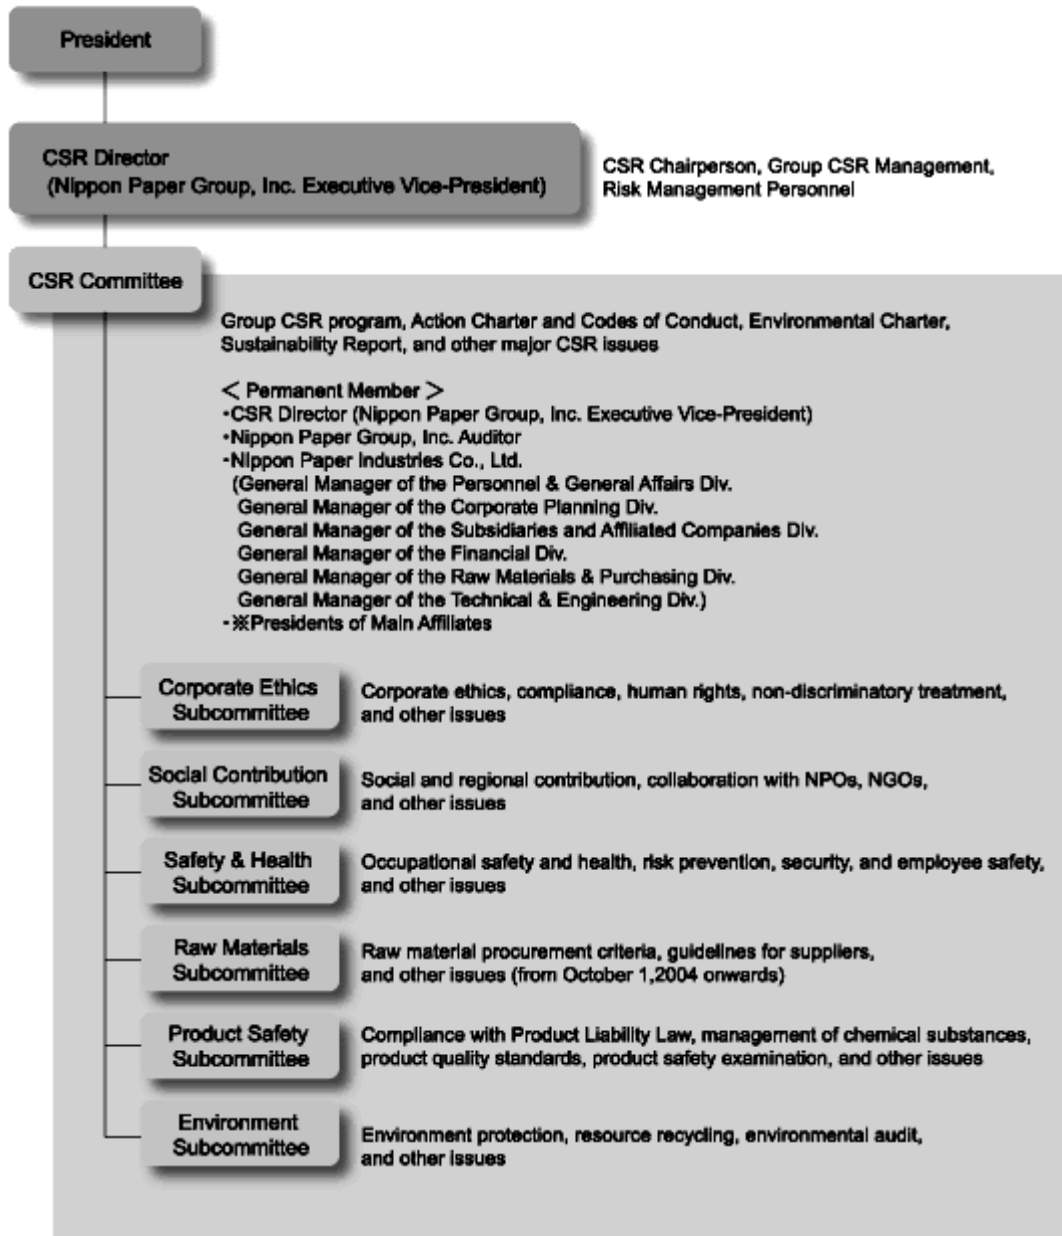 President
CSR Director
(Nippon Paper Group, Inc. Executive Vice-President)
CSR Chairperson, Group CSR Management,
Risk Management Personnel
CSR Committee
Group CSR program, Action Charter and Codes of Conduct, Environmental Charter,
Sustainability Report, and other major CSR issues
< Permanent Member >
・CSR Director (Nippon Paper Group, Inc. Executive Vice-President)
・Nippon Paper Group, Inc. Auditor
・Nippon Paper Industries Co., Ltd.
(General Manager of the Personnel & General Affairs Div.
General Manager of the Corporate Planning Div.
General Manager of the Subsidiaries and Affiliated Companies Div.
General Manager of the Financial Div.
General Manager of the Raw Materials & Purchasing Div.
General Manager of the Technical & Engineering Div.)
・※Presidents of Main Affiliates
Corporate Ethics
Subcommittee
Corporate ethics, compliance, human rights, non-discriminatory treatment,
and other issues
Social Contribution
Subcommittee
Social and regional contribution, collaboration with NPOs, NGOs,
and other issues
Safety & Health
Subcommittee
Occupational safety and health, risk prevention, security, and employee safety,
and other issues
Raw Materials
Subcommittee
Raw material procurement criteria, guidelines for suppliers,
and other issues (from October 1,2004 onwards)
Product Safety
Subcommittee
Compliance with Product Liability Law, management of chemical substances,
product quality standards, product safety examination, and other issues
Environment
Subcommittee
Environment protection, resource recycling, environmental audit,
and other issues